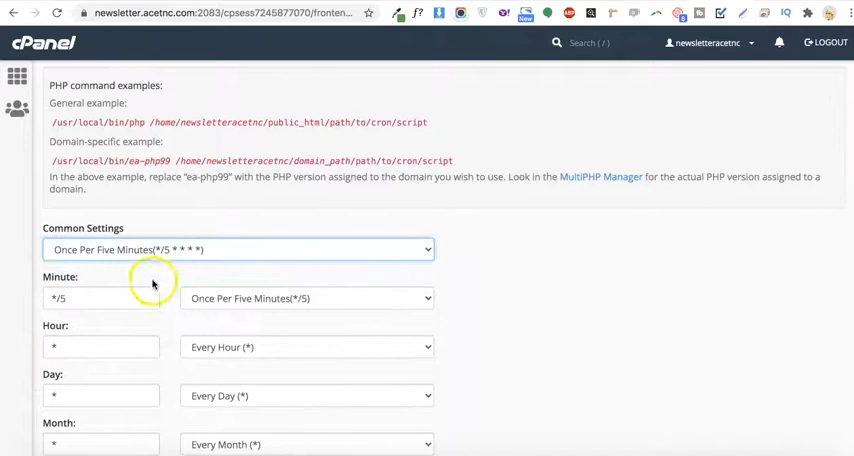 newsletter.acetnc.com:2083/cpsess7245877070/fronten...
f?
New
Y!
ABP
6
IQ
cPanel
Search ( / )
newsletteracetnc
LOGOUT
PHP command examples:
General example:
/usr/local/bin/php /home/newsletteracetnc/public_html/path/to/cron/script
Domain-specific example:
/usr/local/bin/ea-php99 /home/newsletteracetnc/domain_path/path/to/cron/script
In the above example, replace “ea-php99” with the PHP version assigned to the domain you wish to use. Look in the MultiPHP Manager for the actual PHP version assigned to a
domain.
Common Settings
Once Per Five Minutes(*/5 * * * *)
Minute:
*/5 Once Per Five Minutes(*/5)
Hour:
* Every Hour (*)
Day:
* Every Day (*)
Month:
* Every Month (*)